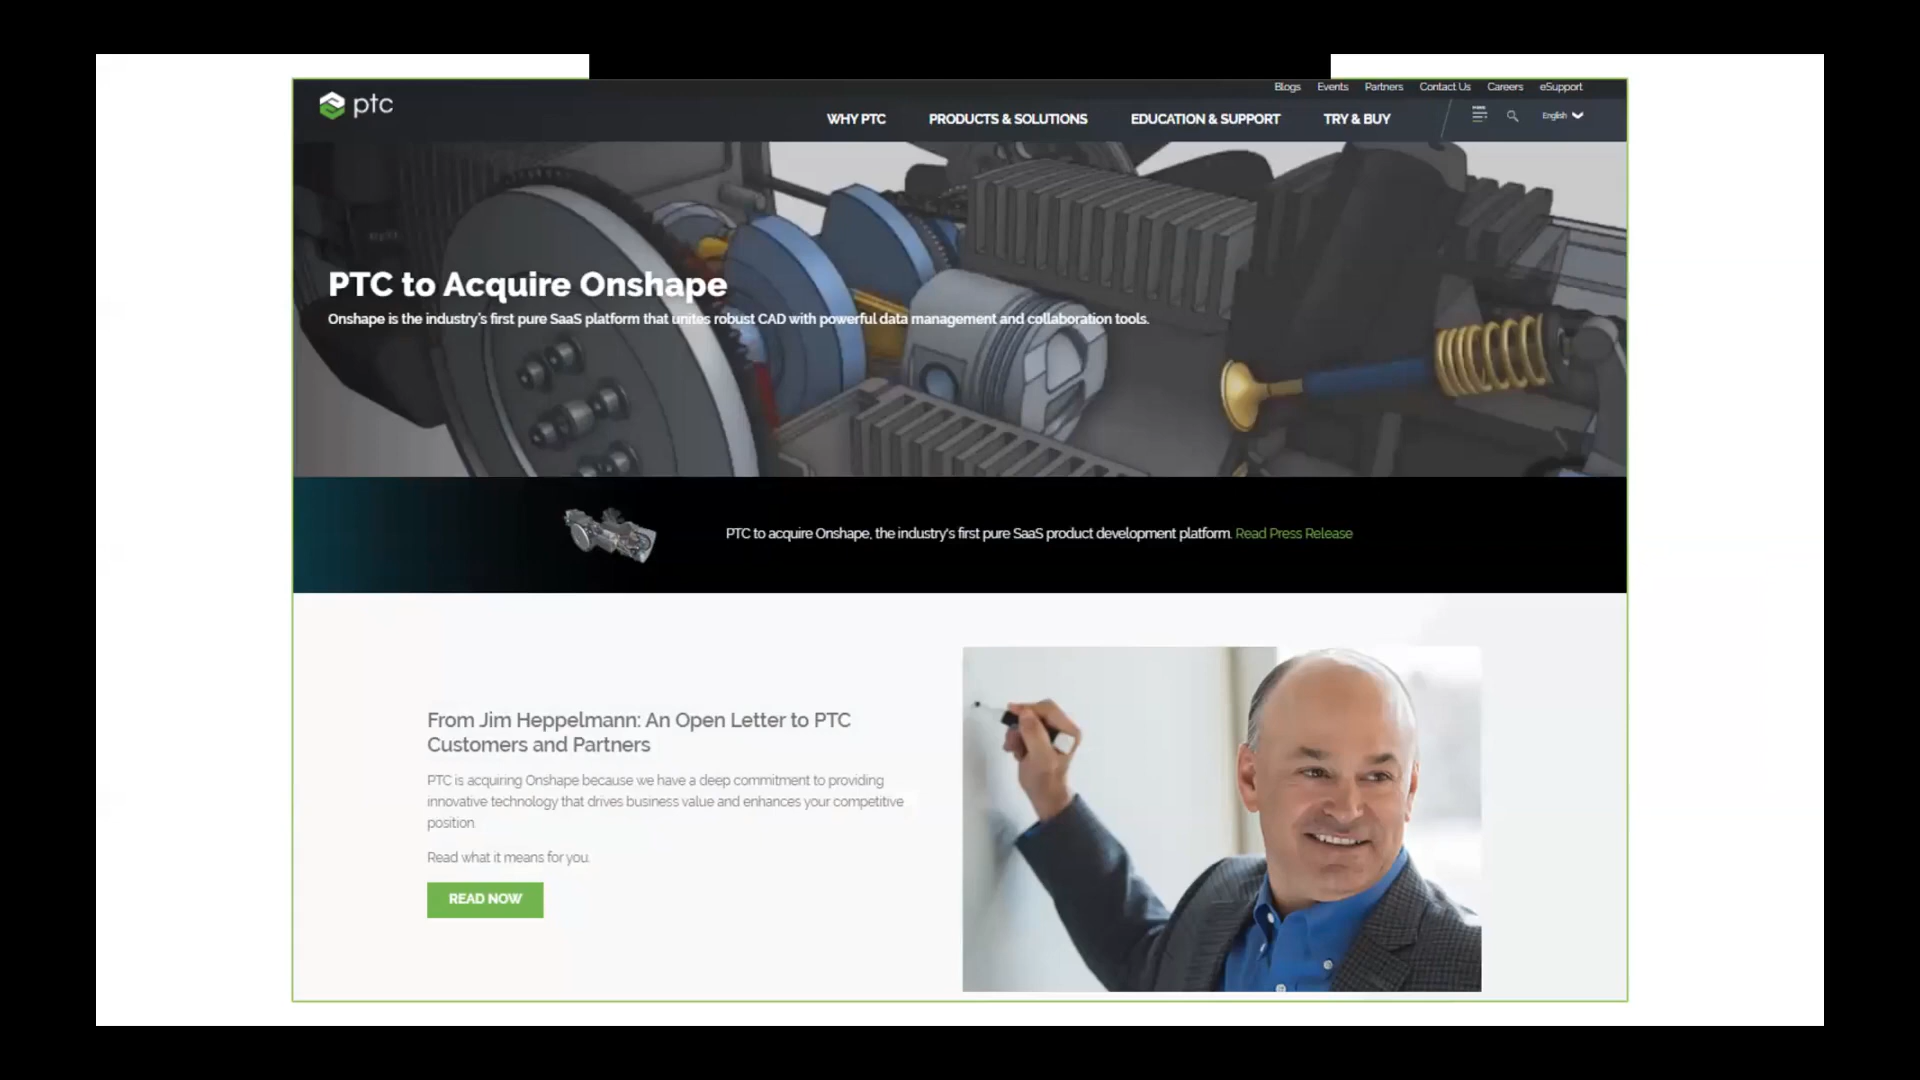 ptc
Blogs Events Partners Contact Us Careers eSupport
WHY PTC PRODUCTS & SOLUTIONS EDUCATION & SUPPORT TRY & BUY English
PTC to Acquire Onshape
Onshape is the industry's first pure SaaS platform that unites robust CAD with powerful data management and collaboration tools.
PTC to acquire Onshape, the industry's first pure SaaS product development platform. Read Press Release
From Jim Heppelmann: An Open Letter to PTC
Customers and Partners
PTC is acquiring Onshape because we have a deep commitment to providing
innovative technology that drives business value and enhances your competitive
position.
Read what it means for you.
READ NOW